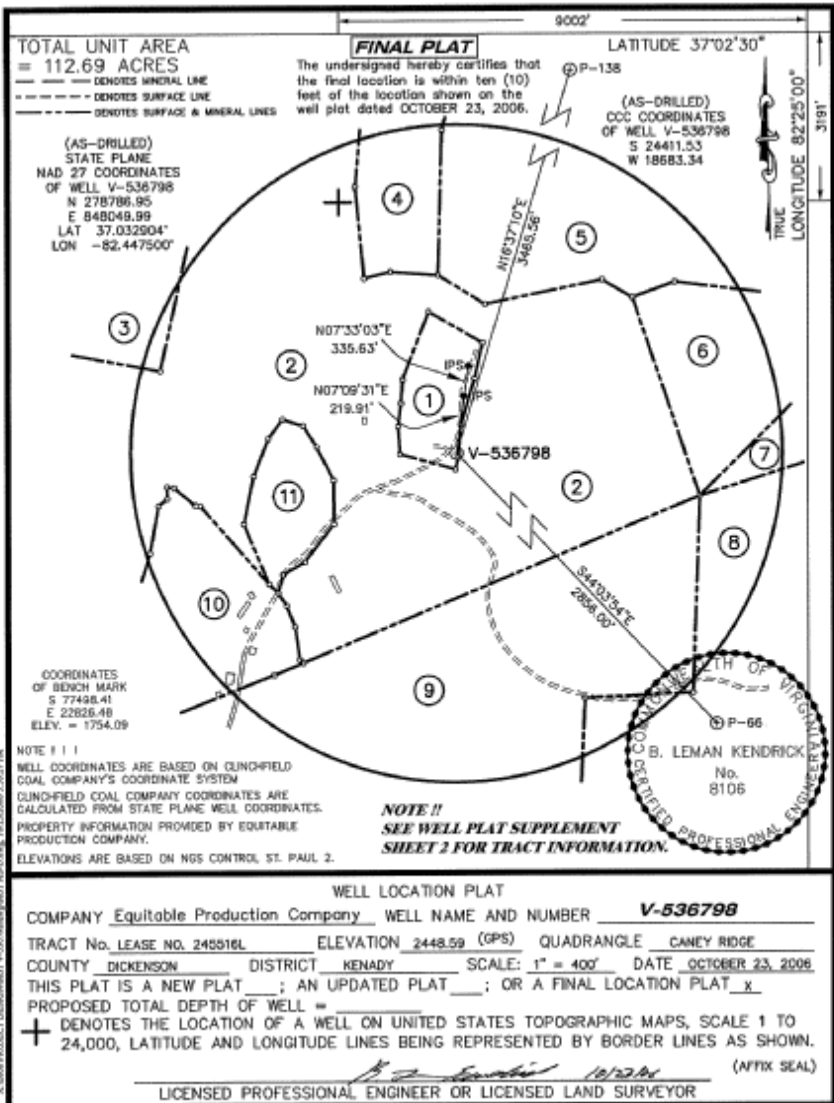 9002'
TOTAL UNIT AREA
= 112.69 ACRES
DENOTES MINERAL LINE
DENOTES SURFACE LINE
DENOTES SURFACE & MINERAL LINES
FINAL PLAT
The undersigned hereby certifies that
the final location is within ten (10)
feet of the location shown on the
well plat dated OCTOBER 23, 2006.
LATITUDE 37°02'30"
P-138
3191'
LONGITUDE 82°25'00"
TRUE
(AS-DRILLED)
CCC COORDINATES
OF WELL V-536798
S 24411.53
W 18683.34
(AS-DRILLED)
STATE PLANE
NAD 27 COORDINATES
OF WELL V-536798
N 278786.95
E 848049.99
LAT 37.032904°
LON -82.447500°
4
5
N16°37'10"E
3465.56'
3
2
N07°33'03"E
335.63'
IPS
6
N07°09'31"E
219.91'
1
IPS
7
V-536798
2
11
8
S44°03'54"E
2858.00'
10
9
P-66
COORDINATES
OF BENCH MARK
S 77498.41
E 22826.48
ELEV. = 1754.09
COMMONWEALTH OF VIRGINIA
B. LEMAN KENDRICK
No.
8106
CERTIFIED PROFESSIONAL ENGINEER
NOTE ! ! !
WELL COORDINATES ARE BASED ON CLINCHFIELD
COAL COMPANY'S COORDINATE SYSTEM
CLINCHFIELD COAL COMPANY COORDINATES ARE
CALCULATED FROM STATE PLANE WELL COORDINATES.
PROPERTY INFORMATION PROVIDED BY EQUITABLE
PRODUCTION COMPANY.
ELEVATIONS ARE BASED ON NGS CONTROL ST. PAUL 2.
NOTE !!
SEE WELL PLAT SUPPLEMENT
SHEET 2 FOR TRACT INFORMATION.
WELL LOCATION PLAT
COMPANY Equitable Production Company WELL NAME AND NUMBER V-536798
TRACT No. LEASE NO. 245516L ELEVATION 2448.59 (GPS) QUADRANGLE CANEY RIDGE
COUNTY DICKENSON DISTRICT KENADY SCALE: 1" = 400' DATE OCTOBER 23, 2006
THIS PLAT IS A NEW PLAT ___; AN UPDATED PLAT ___; OR A FINAL LOCATION PLAT x
PROPOSED TOTAL DEPTH OF WELL = ________
+ DENOTES THE LOCATION OF A WELL ON UNITED STATES TOPOGRAPHIC MAPS, SCALE 1 TO
24,000, LATITUDE AND LONGITUDE LINES BEING REPRESENTED BY BORDER LINES AS SHOWN.
(AFFIX SEAL)
LICENSED PROFESSIONAL ENGINEER OR LICENSED LAND SURVEYOR